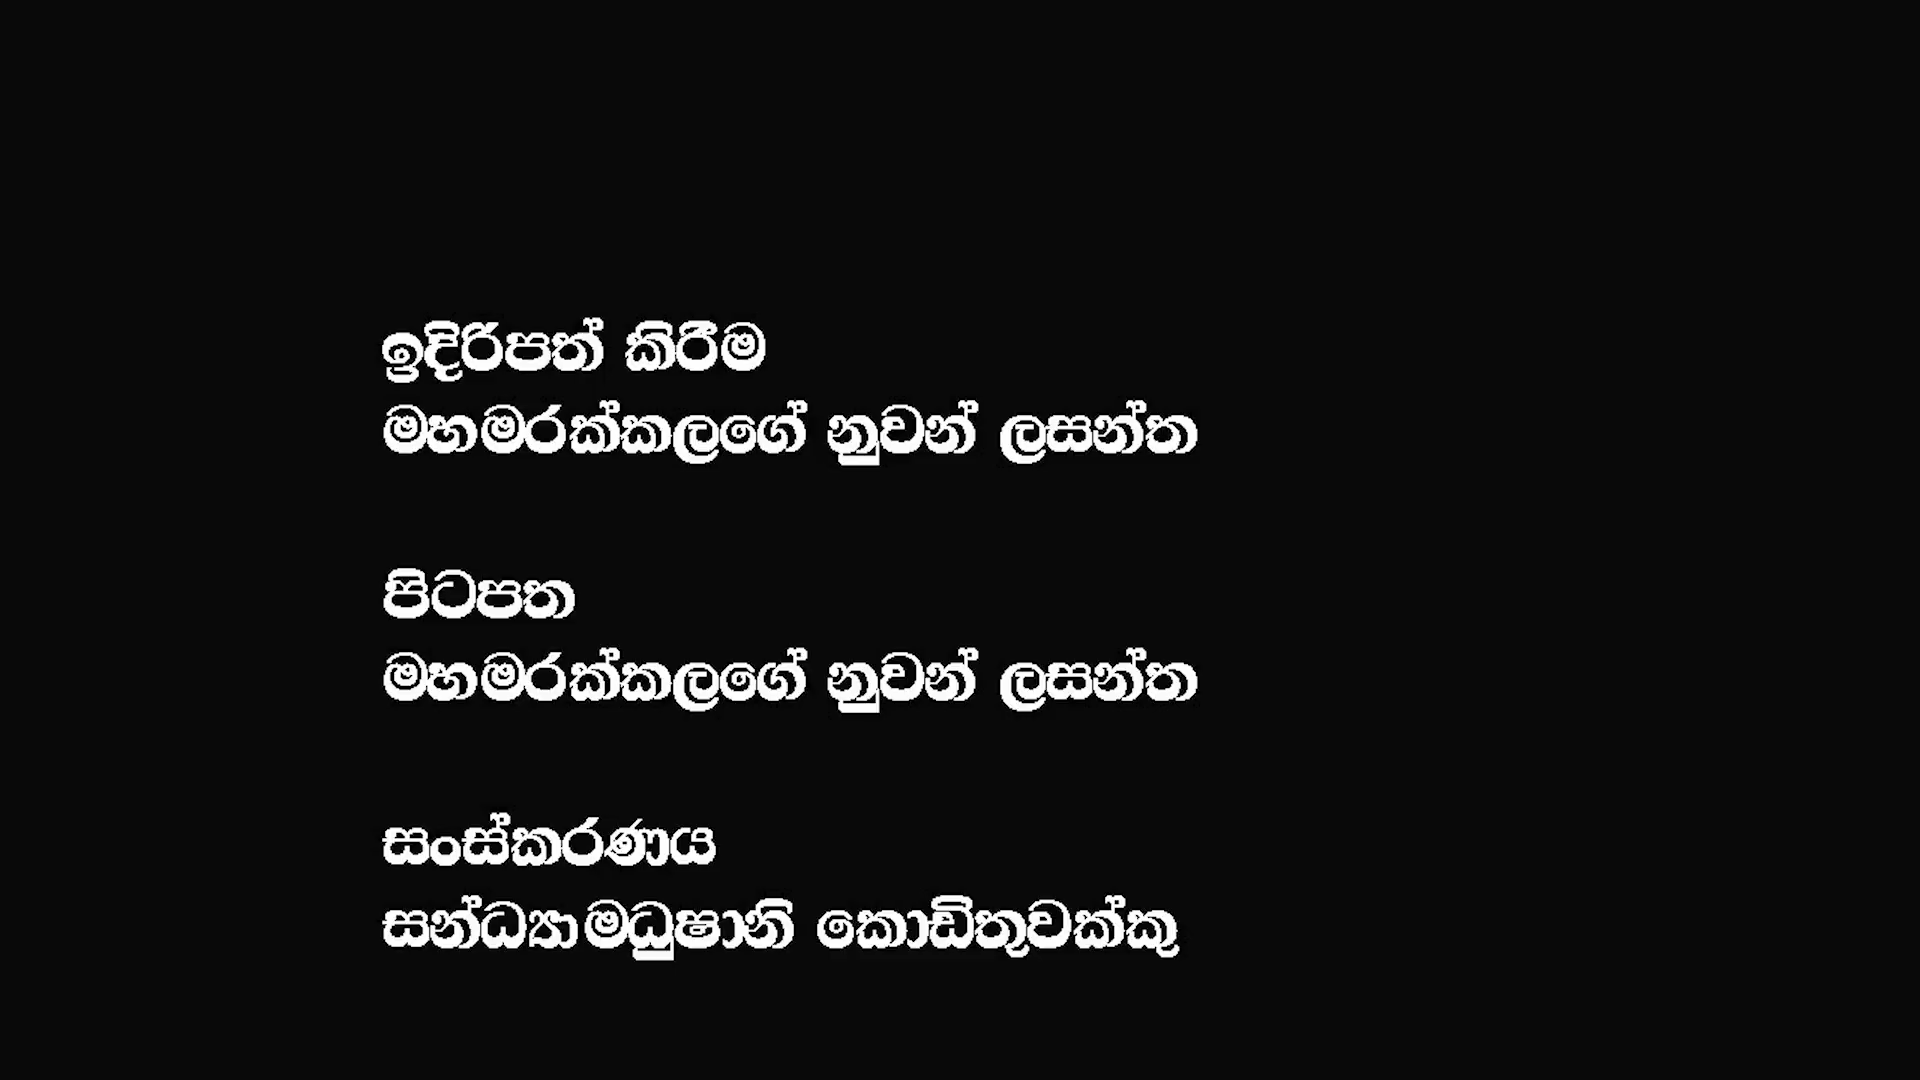 ඉදිරිපත් කිරීම
මහමරක්කලගේ නුවන් ලසන්ත
පිටපත
මහමරක්කලගේ නුවන් ලසන්ත
සංස්කරණය
සන්ධ්‍යා මධුෂානි කොඩිතුවක්කු